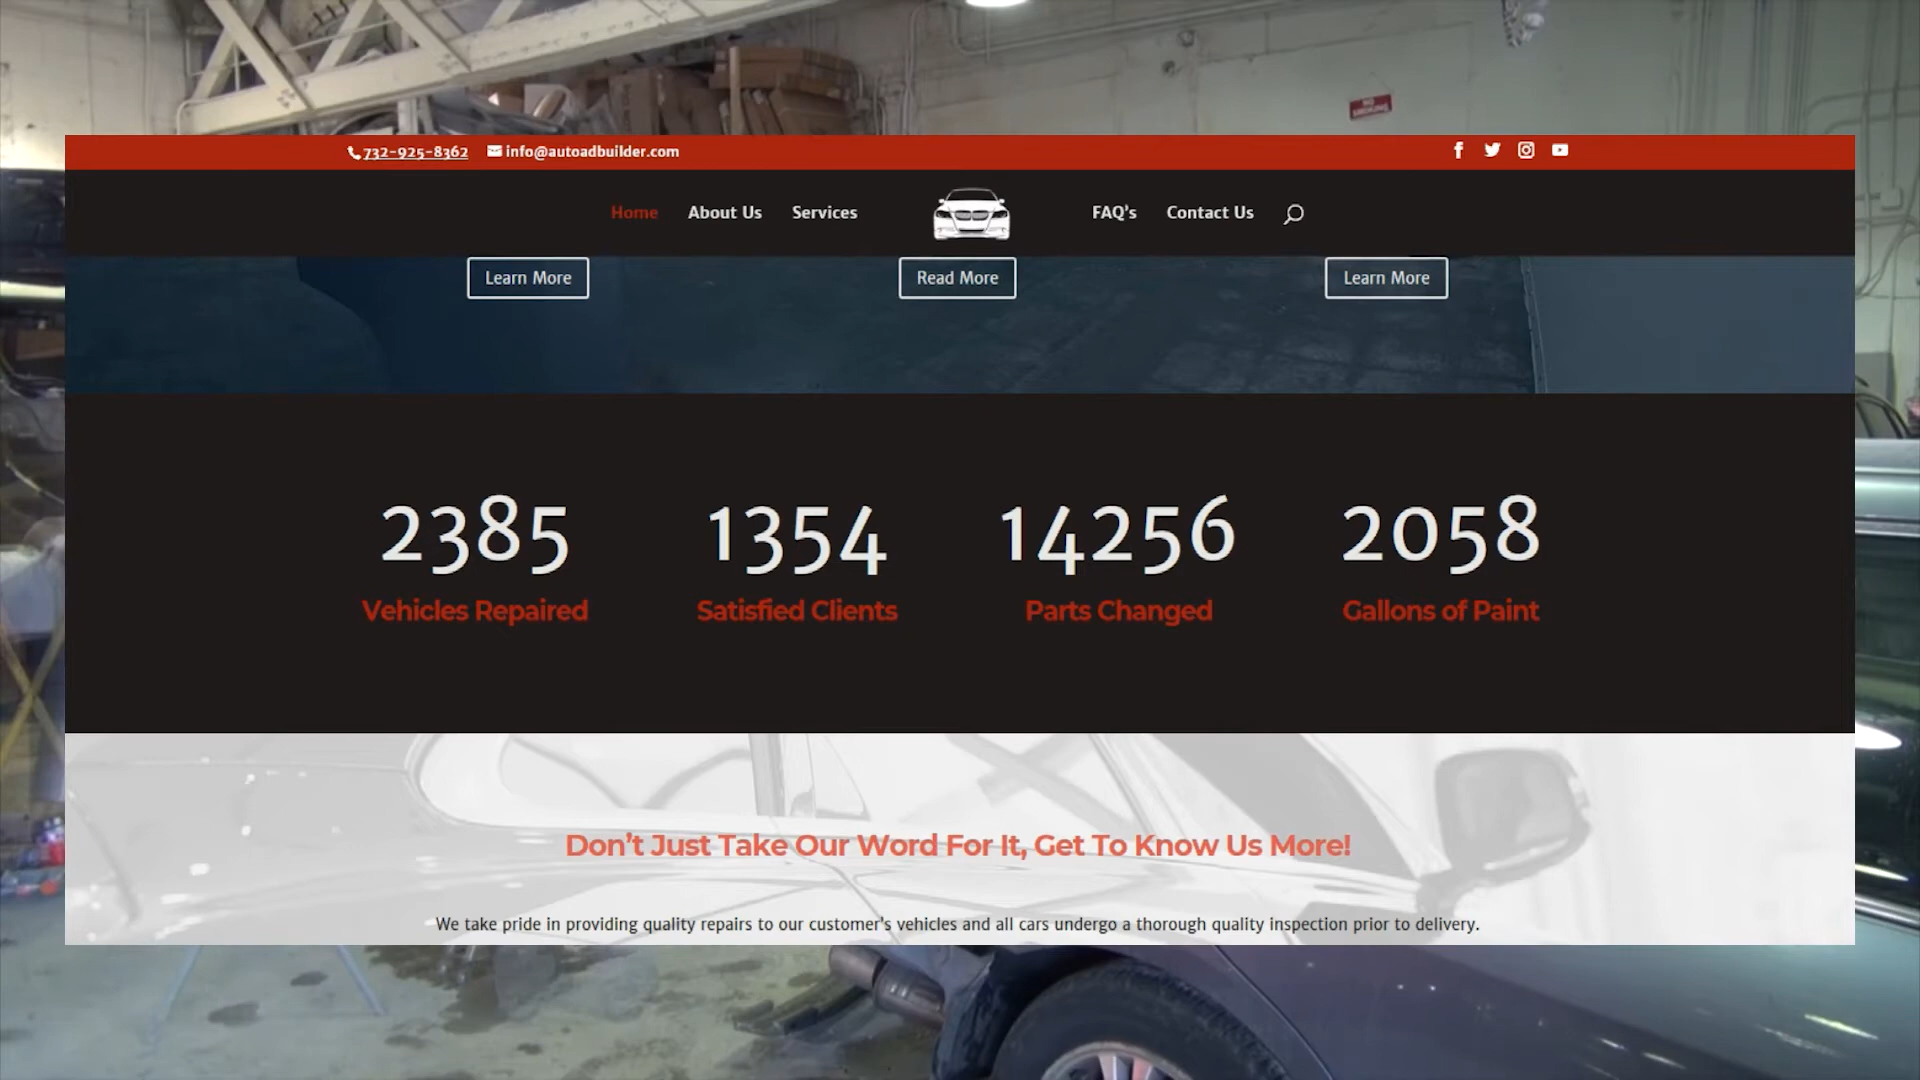 NO
SMOKING
732-925-8362 info@autoadbuilder.com
Home About Us Services FAQ's Contact Us
Learn More Read More Learn More
2385 1354 14256 2058
Vehicles Repaired Satisfied Clients Parts Changed Gallons of Paint
Don't Just Take Our Word For It, Get To Know Us More!
We take pride in providing quality repairs to our customer's vehicles and all cars undergo a thorough quality inspection prior to delivery.